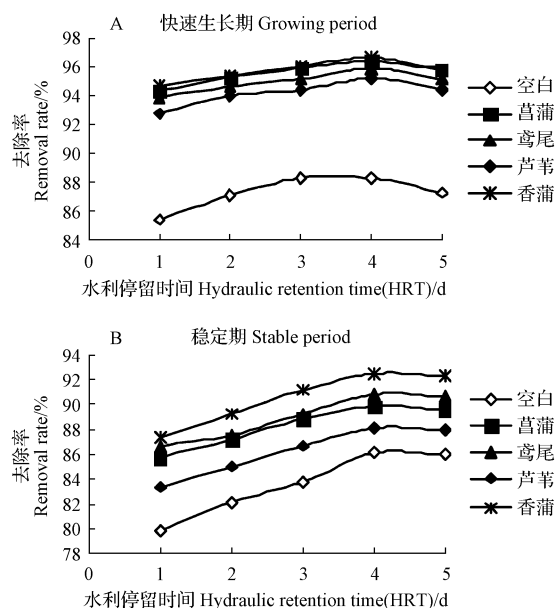 A 快速生长期 Growing period
去除率
Removal rate/%
98
96
94
92
90
88
86
84
0 1 2 3 4 5
水利停留时间 Hydraulic retention time(HRT)/d
空白
菖蒲
鸢尾
芦苇
香蒲
B 稳定期 Stable period
去除率
Removal rate/%
94
92
90
88
86
84
82
80
78
0 1 2 3 4 5
水利停留时间 Hydraulic retention time(HRT)/d
空白
菖蒲
鸢尾
芦苇
香蒲